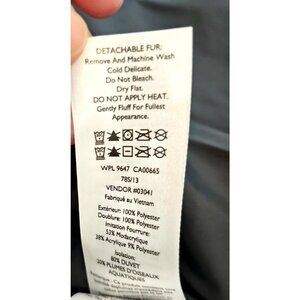 DETACHABLE FUR:
Remove And Machine Wash
Cold Delicate.
Do Not Bleach.
Dry Flat.
DO NOT APPLY HEAT.
Gently Fluff For Fullest
Appearance.
WPL 9647 CA00665
785/13
VENDOR #03041
Fabriqué au Vietnam
Extérieur: 100% Polyester
Doublure: 100% Polyester
Imitation Fourrure:
53% Modacrylique
38% Acrylique 9% Polyester
Isolation:
80% DUVET
20% PLUMES D'OISEAUX
AQUATIQUES